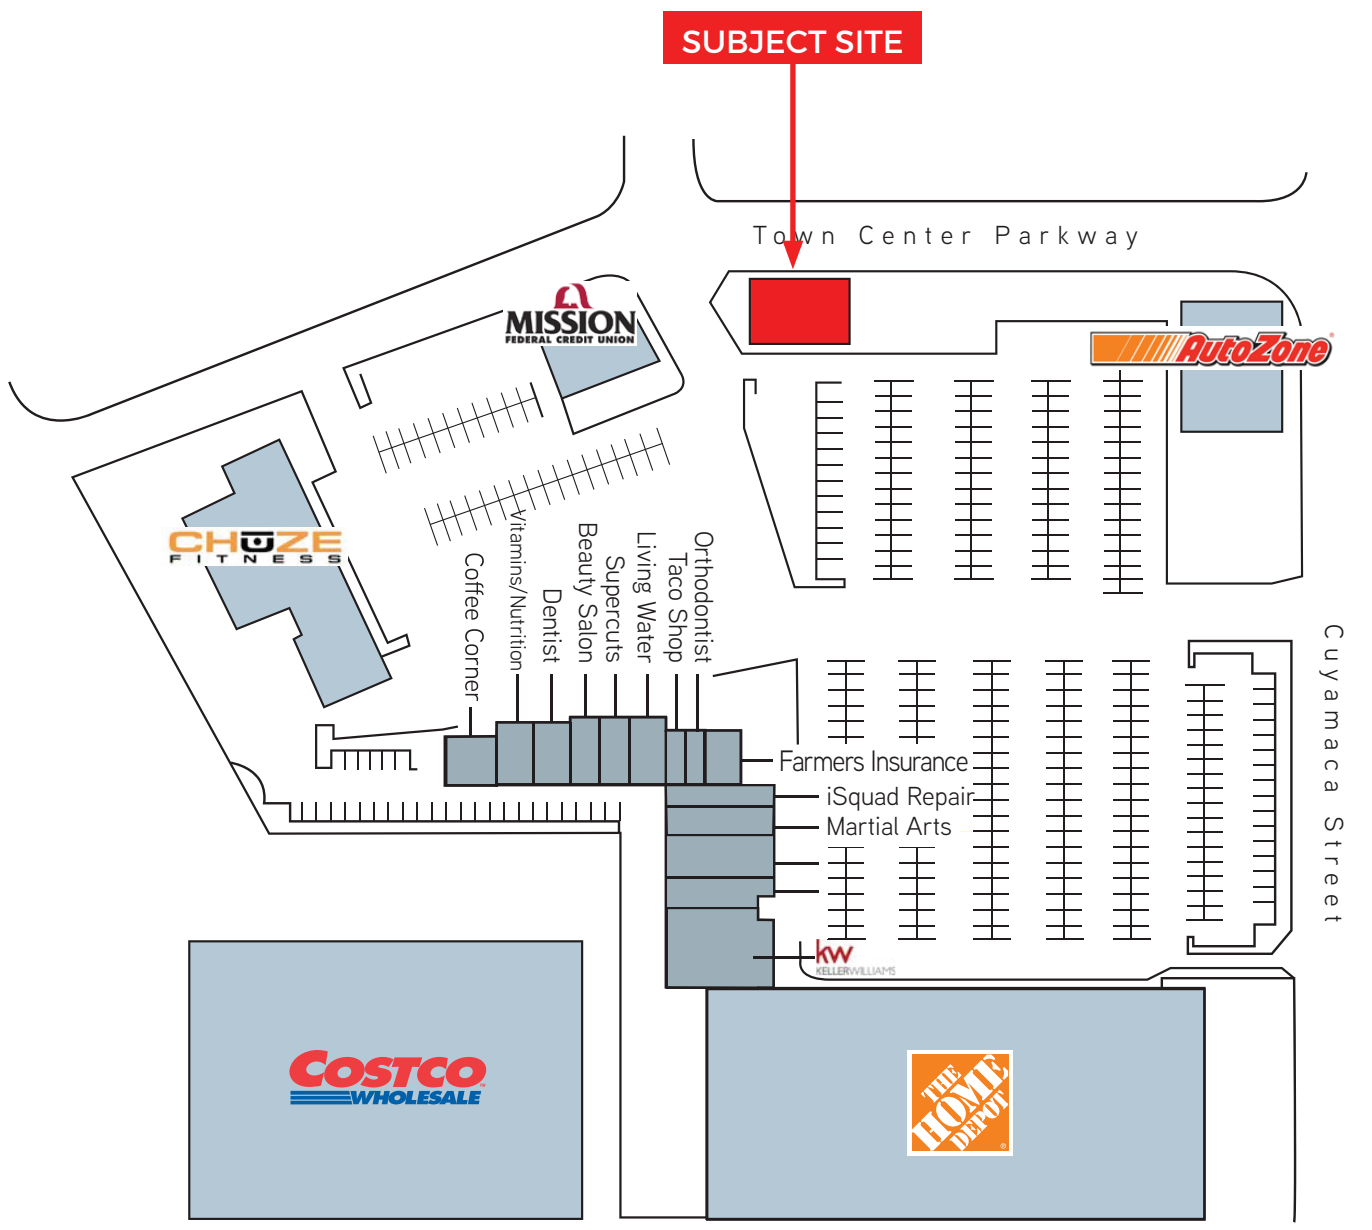 SUBJECT SITE
Town Center Parkway
MISSION
FEDERAL CREDIT UNION
AutoZone
CHUZE
FITNESS
Coffee Corner
Vitamins/Nutrition
Dentist
Beauty Salon
Supercuts
Living Water
Taco Shop
Orthodontist
Farmers Insurance
iSquad Repair
Martial Arts
Cuyamaca Street
kw
KELLERWILLIAMS
COSTCO
WHOLESALE
THE
HOME
DEPOT